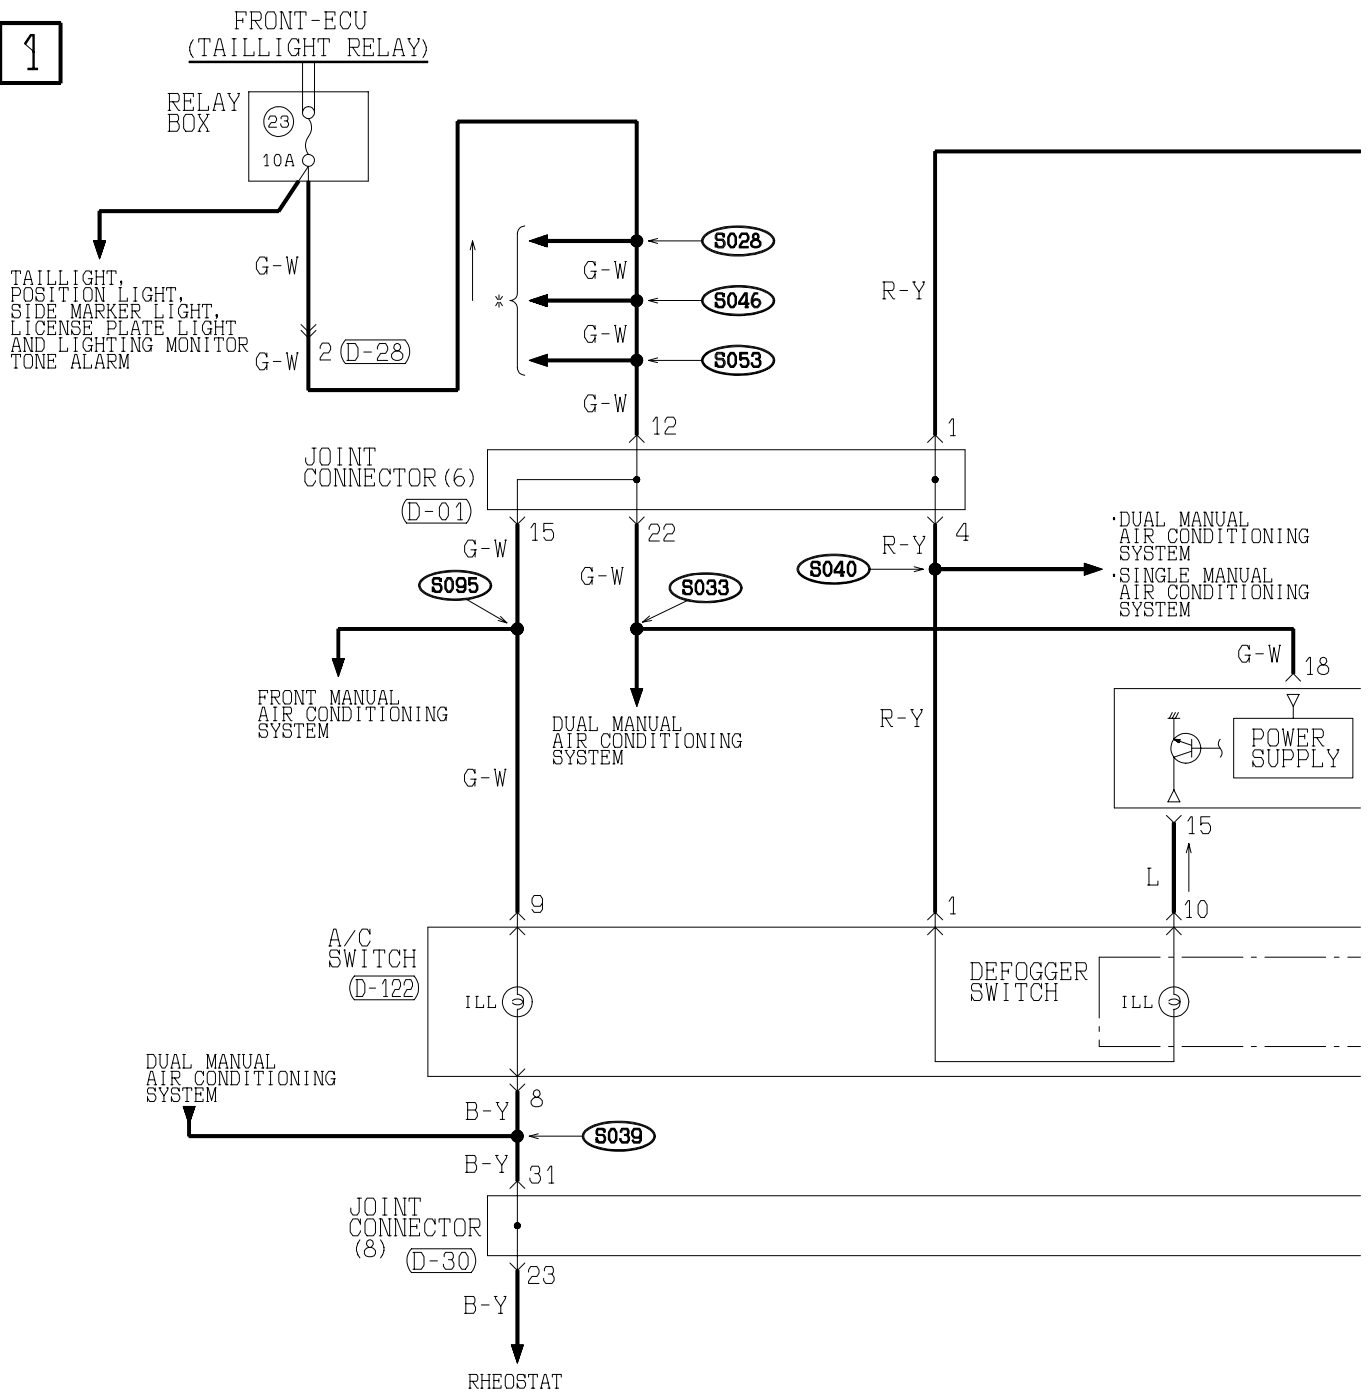 1
FRONT-ECU
(TAILLIGHT RELAY)
RELAY
BOX
23
10A
TAILLIGHT,
POSITION LIGHT,
SIDE MARKER LIGHT,
LICENSE PLATE LIGHT
AND LIGHTING MONITOR
TONE ALARM
G-W
G-W
2 (D-28)
*
S028
G-W
S046
G-W
S053
G-W
R-Y
12
1
JOINT
CONNECTOR (6)
D-01
15
22
4
G-W
G-W
R-Y
S095
S033
S040
·DUAL MANUAL
AIR CONDITIONING
SYSTEM
·SINGLE MANUAL
AIR CONDITIONING
SYSTEM
G-W
18
FRONT MANUAL
AIR CONDITIONING
SYSTEM
DUAL MANUAL
AIR CONDITIONING
SYSTEM
R-Y
POWER
SUPPLY
G-W
15
L
9
1
10
A/C
SWITCH
D-122
ILL
DEFOGGER
SWITCH
ILL
DUAL MANUAL
AIR CONDITIONING
SYSTEM
8
B-Y
S039
B-Y
31
JOINT
CONNECTOR
(8)
D-30
23
B-Y
RHEOSTAT